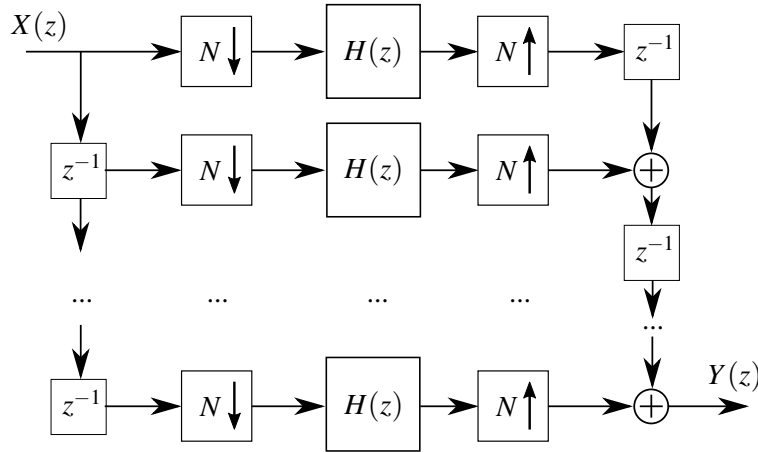 X(z)
N↓ H(z) N↑ z⁻¹
z⁻¹ N↓ H(z) N↑ +
z⁻¹
... ... ... ... ...
z⁻¹ N↓ H(z) N↑ + Y(z)